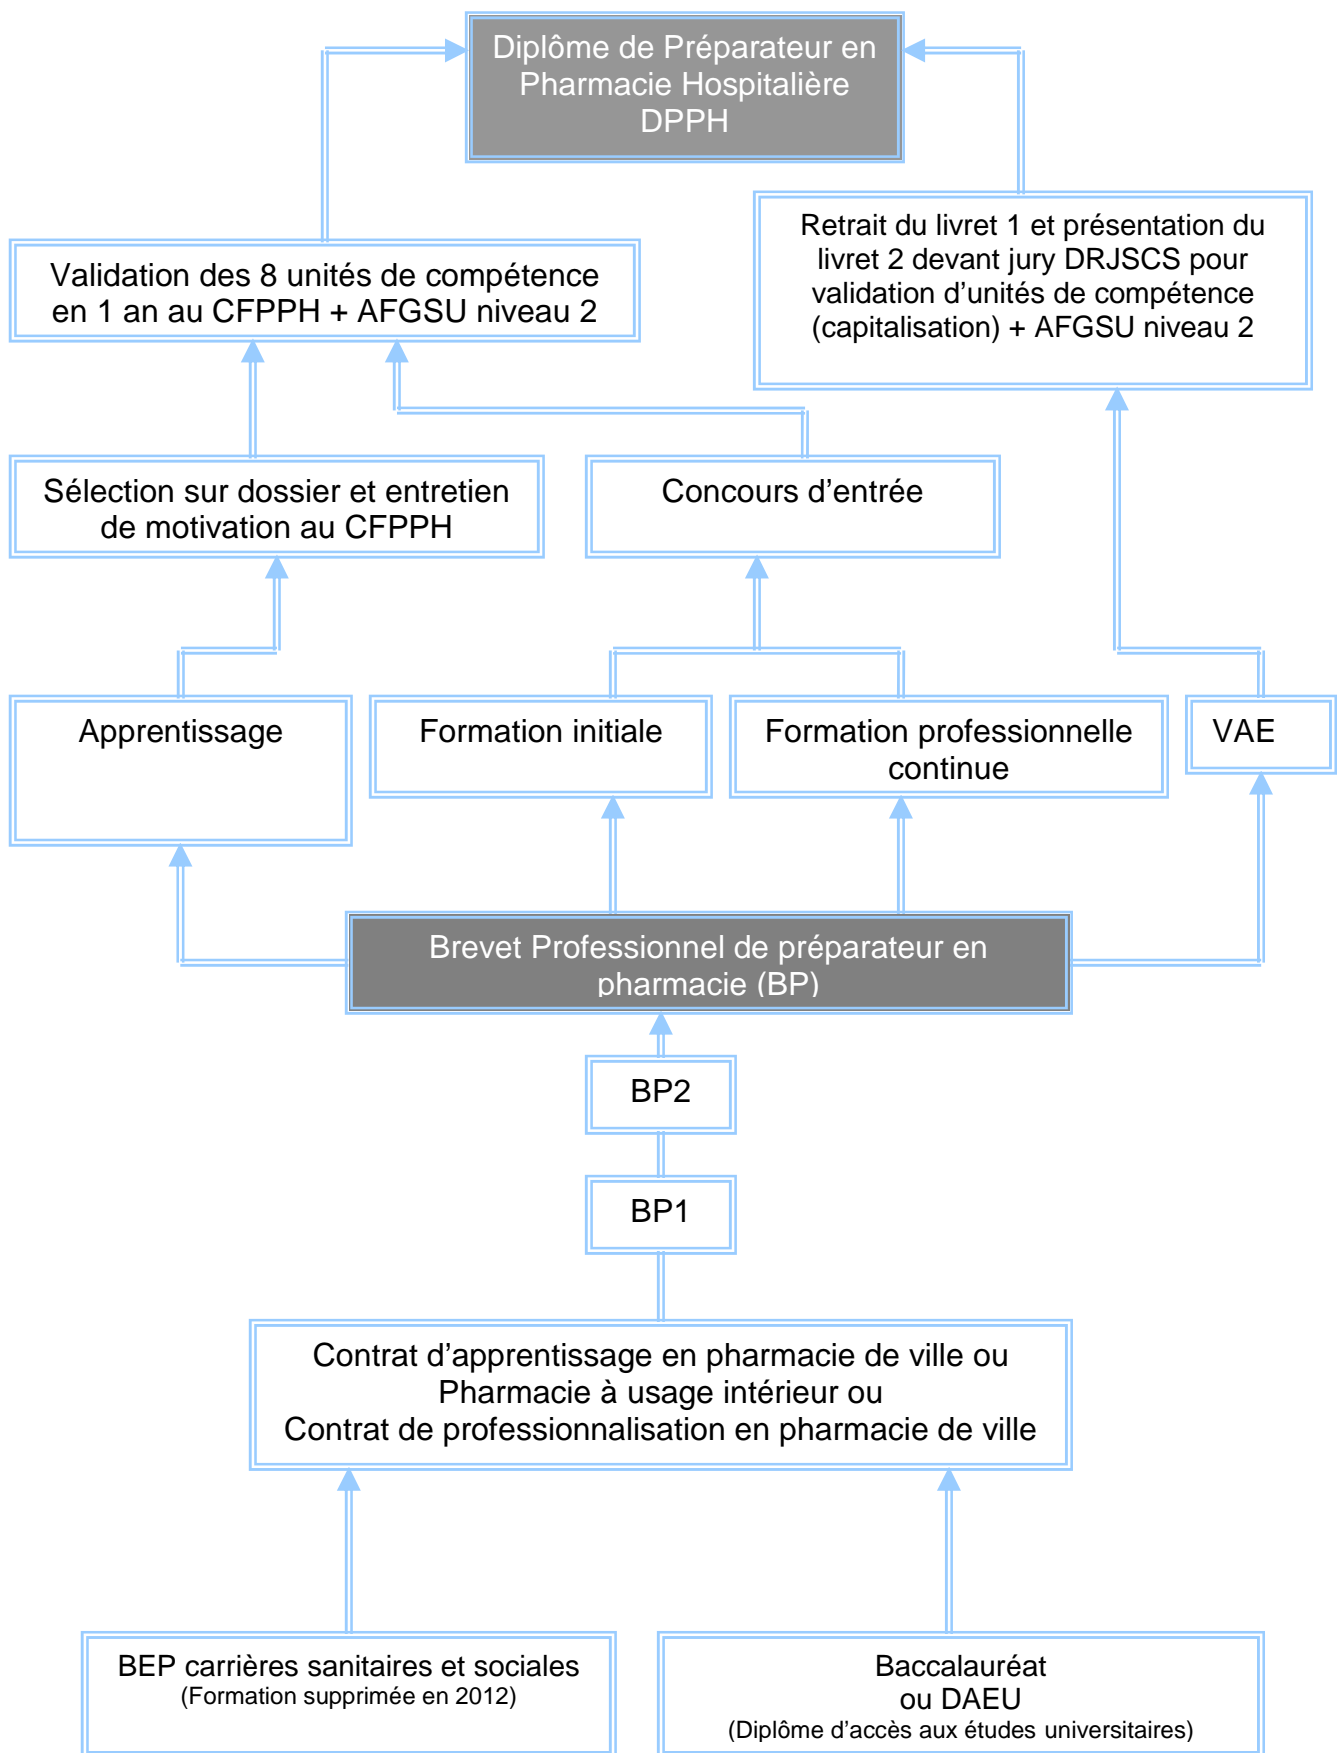 Diplôme de Préparateur en
Pharmacie Hospitalière
DPPH
Retrait du livret 1 et présentation du
livret 2 devant jury DRJSCS pour
validation d’unités de compétence
(capitalisation) + AFGSU niveau 2
Validation des 8 unités de compétence
en 1 an au CFPPH + AFGSU niveau 2
Sélection sur dossier et entretien
de motivation au CFPPH
Concours d’entrée
Apprentissage
Formation initiale
Formation professionnelle
continue
VAE
Brevet Professionnel de préparateur en
pharmacie (BP)
BP2
BP1
Contrat d’apprentissage en pharmacie de ville ou
Pharmacie à usage intérieur ou
Contrat de professionnalisation en pharmacie de ville
BEP carrières sanitaires et sociales
(Formation supprimée en 2012)
Baccalauréat
ou DAEU
(Diplôme d’accès aux études universitaires)